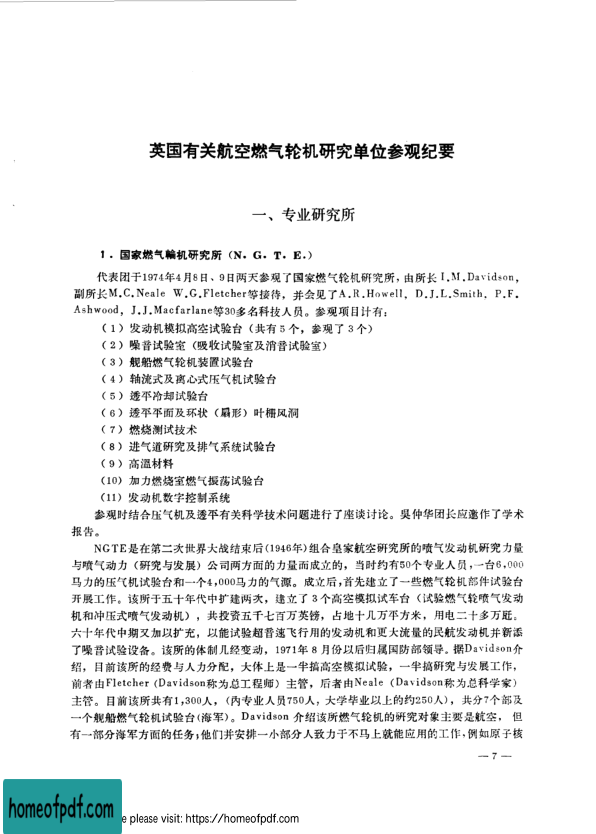 英国有关航空燃气轮机研究单位参观纪要
一、专业研究所
1．国家燃气輪机研究所（N．G．T．E．）
代表团于1974年4月8日、9日两天参观了国家燃气轮机研究所，由所长 I.M.Davidson，
副所长M.C.Neale W.G.Fletcher等接待，并会见了A.R.Howell，D.J.L.Smith，P.F.
Ashwood，J.J.Macfarlane等30多名科技人员。参观项目计有：
（1）发动机模拟高空试验台（共有5个，参观了3个）
（2）噪音试验室（吸收试验室及消音试验室）
（3）舰船燃气轮机装置试验台
（4）轴流式及离心式压气机试验台
（5）透平冷却试验台
（6）透平平面及环状（扇形）叶栅风洞
（7）燃烧测试技术
（8）进气道研究及排气系统试验台
（9）高溫材料
（10）加力燃烧室燃气振荡试验台
（11）发动机数字控制系统
参观时结合压气机及透平有关科学技术问题进行了座谈讨论。吳仲华团长应邀作了学术
报告。
NGTE是在第二次世界大战结束后（1946年）组合皇家航空研究所的喷气发动机研究力量
与喷气动力（研究与发展）公司两方面的力量而成立的，当时约有50个专业人员，一台6,000
马力的压气机试验台和一个4,000马力的气源。成立后，首先建立了一些燃气轮机部件试验台
开展工作。该所于五十年代中扩建两次，建立了3个高空模拟试车台（试验燃气轮喷气发动
机和冲压式喷气发动机），共投资五千七百万英镑，占地十几万平方米，用电二十多万瓩。
六十年代中期又加以扩充，以能试验超音速飞行用的发动机和更大流量的民航发动机并新添
了噪音试验设备。该所的体制几经变动，1971年8月份以后归属国防部领导。据Davidson介
绍，目前该所的经费与人力分配，大体上是一半搞高空模拟试验，一半搞研究与发展工作，
前者由Fletcher（Davidson称为总工程师）主管，后者由Neale（Davidson称为总科学家）
主管。目前该所共有1,300人，（内专业人员750人，大学毕业以上的约250人），共分7个部及
一个舰船燃气轮机试验台（海军）。Davidson 介绍该所燃气轮机的研究对象主要是航空，但
有一部分海军方面的任务；他们并安排一小部分人致力于不马上就能应用的工作，例如原子核
— 7 —
homeofpdf.com
e please visit: https://homeofpdf.com